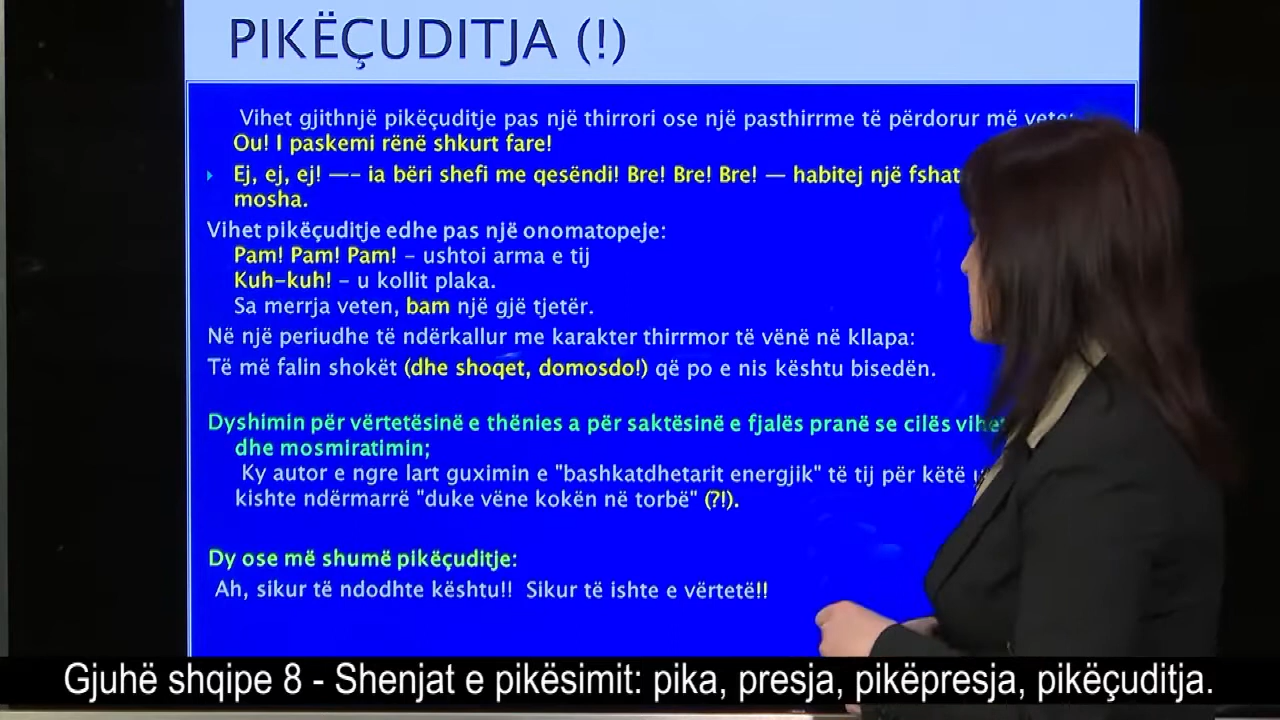 PIKËÇUDITJA (!)
Vihet gjithnjë pikëçuditje pas një thirrori ose një pasthirrme të përdorur më vete:
Ou! I paskemi rënë shkurt fare!
Ej, ej, ej! —– ia bëri shefi me qesëndi! Bre! Bre! Bre! — habitej një
mosha.
Vihet pikëçuditje edhe pas një onomatopeje:
Pam! Pam! Pam! – ushtoi arma e tij
Kuh-kuh! – u kollit plaka.
Sa merrja veten, bam një gjë tjetër.
Në një periudhe të ndërkallur me karakter thirrmor të vënë në kllapa:
Të më falin shokët (dhe shoqet, domosdo!) që po e nis kështu bisedën.
Dyshimin për vërtetësinë e thënies a për saktësinë e fjalës pranë se cilës vihet
dhe mosmiratimin;
Ky autor e ngre lart guximin e "bashkatdhetarit energjik" të tij për këtë
kishte ndërmarrë "duke vëne kokën në torbë" (?!).
Dy ose më shumë pikëçuditje:
Ah, sikur të ndodhte kështu!! Sikur të ishte e vërtetë!!
Gjuhë shqipe 8 - Shenjat e pikësimit: pika, presja, pikëpresja, pikëçuditja.